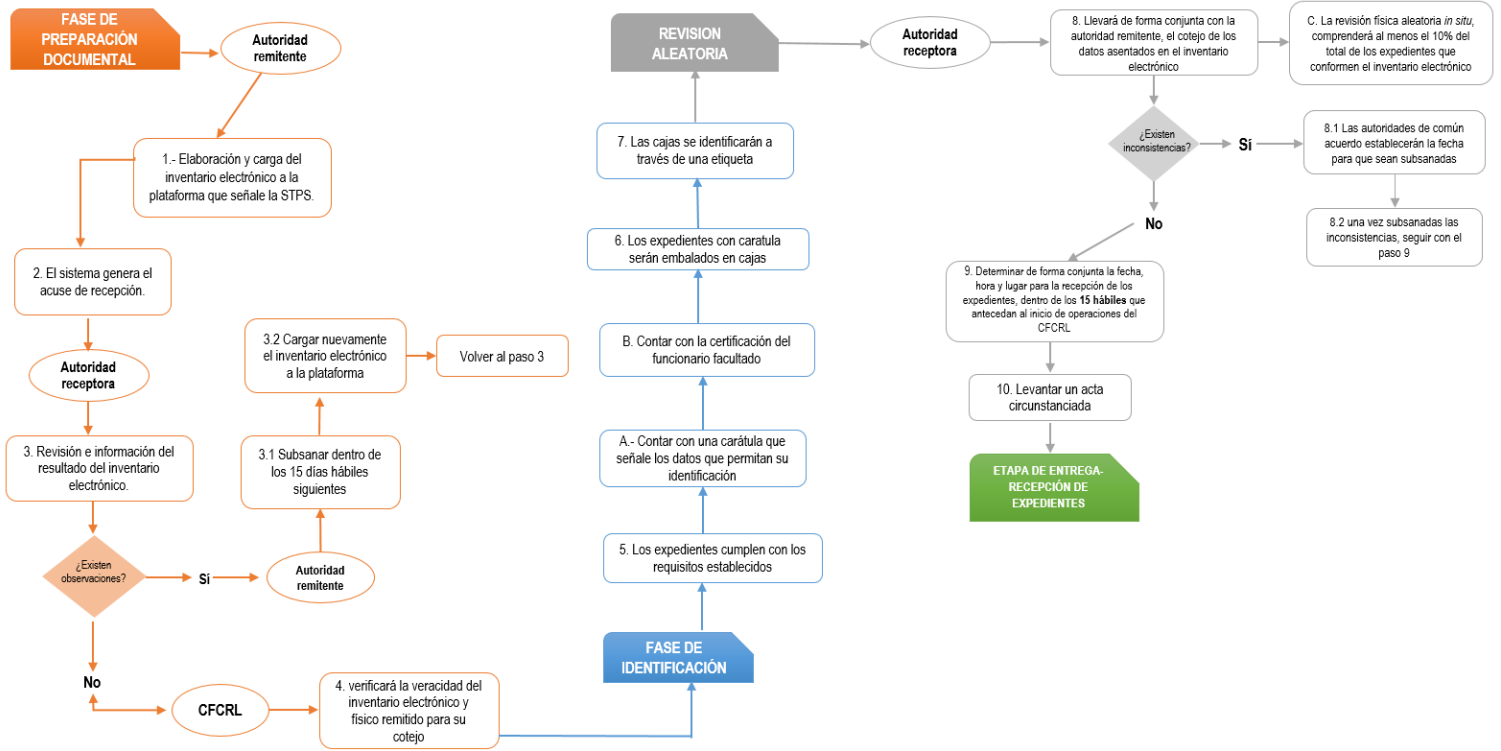 FASE DE
PREPARACIÓN
DOCUMENTAL
Autoridad
remitente
1.- Elaboración y carga del
inventario electrónico a la
plataforma que señale la STPS.
2. El sistema genera el
acuse de recepción.
Autoridad
receptora
3. Revisión e información del
resultado del inventario
electrónico.
¿Existen
observaciones?
Sí
Autoridad
remitente
3.1 Subsanar dentro de
los 15 días hábiles
siguientes
3.2 Cargar nuevamente
el inventario electrónico
a la plataforma
Volver al paso 3
No
CFCRL
4. verificará la veracidad del
inventario electrónico y
físico remitido para su
cotejo
FASE DE
IDENTIFICACIÓN
5. Los expedientes cumplen con los
requisitos establecidos
A.- Contar con una carátula que
señale los datos que permitan su
identificación
B. Contar con la certificación del
funcionario facultado
6. Los expedientes con caratula
serán embalados en cajas
7. Las cajas se identificarán a
través de una etiqueta
REVISION
ALEATORIA
Autoridad
receptora
8. Llevará de forma conjunta con la
autoridad remitente, el cotejo de los
datos asentados en el inventario
electrónico
C. La revisión física aleatoria in situ,
comprenderá al menos el 10% del
total de los expedientes que
conformen el inventario electrónico
¿Existen
inconsistencias?
Sí
8.1 Las autoridades de común
acuerdo establecerán la fecha
para que sean subsanadas
8.2 una vez subsanadas las
inconsistencias, seguir con el
paso 9
No
9. Determinar de forma conjunta la fecha,
hora y lugar para la recepción de los
expedientes, dentro de los 15 hábiles que
antecedan al inicio de operaciones del
CFCRL
10. Levantar un acta
circunstanciada
ETAPA DE ENTREGA-
RECEPCIÓN DE
EXPEDIENTES